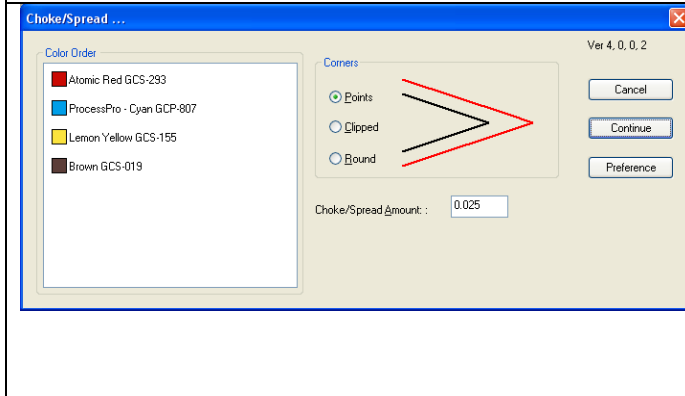 Choke/Spread ...
Ver 4, 0, 0, 2
Color Order
Atomic Red GCS-293
ProcessPro - Cyan GCP-807
Lemon Yellow GCS-155
Brown GCS-019
Corners
Points
Clipped
Round
Choke/Spread Amount: :
0.025
Cancel
Continue
Preference